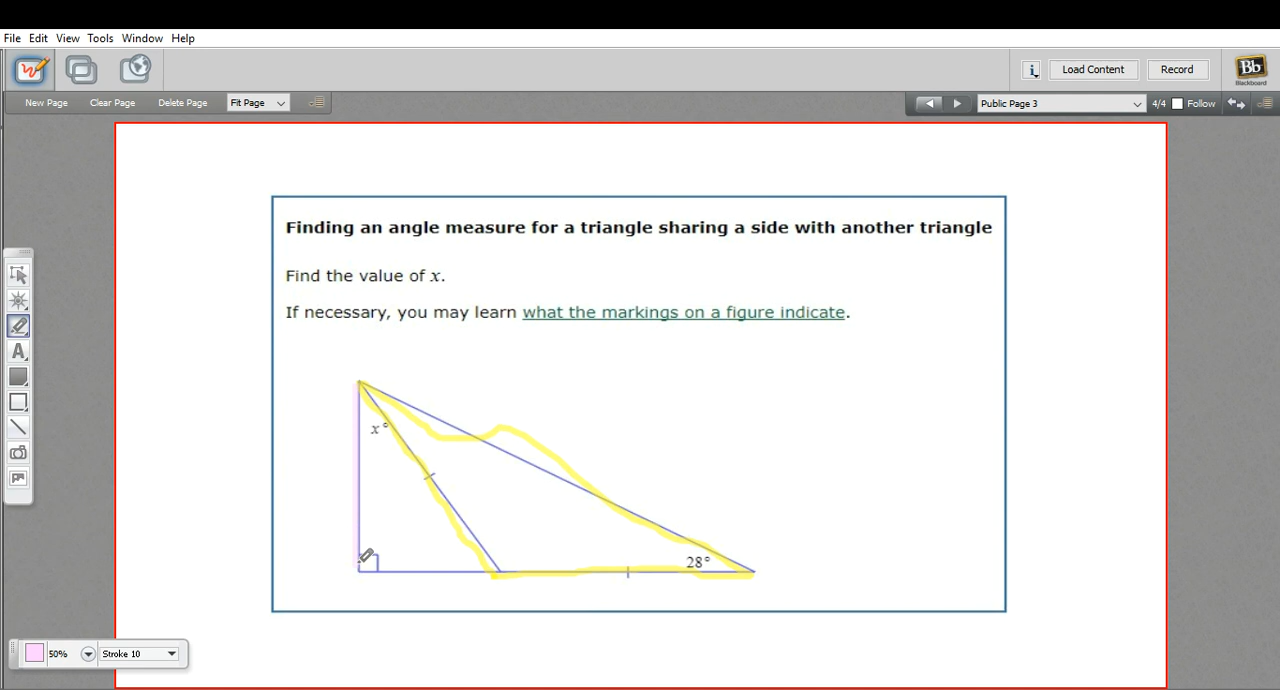 File Edit View Tools Window Help
i Load Content Record Bb
Blackboard
New Page Clear Page Delete Page Fit Page Public Page 3 4/4 Follow
Finding an angle measure for a triangle sharing a side with another triangle
Find the value of x.
If necessary, you may learn what the markings on a figure indicate.
A
x°
28°
50% Stroke 10